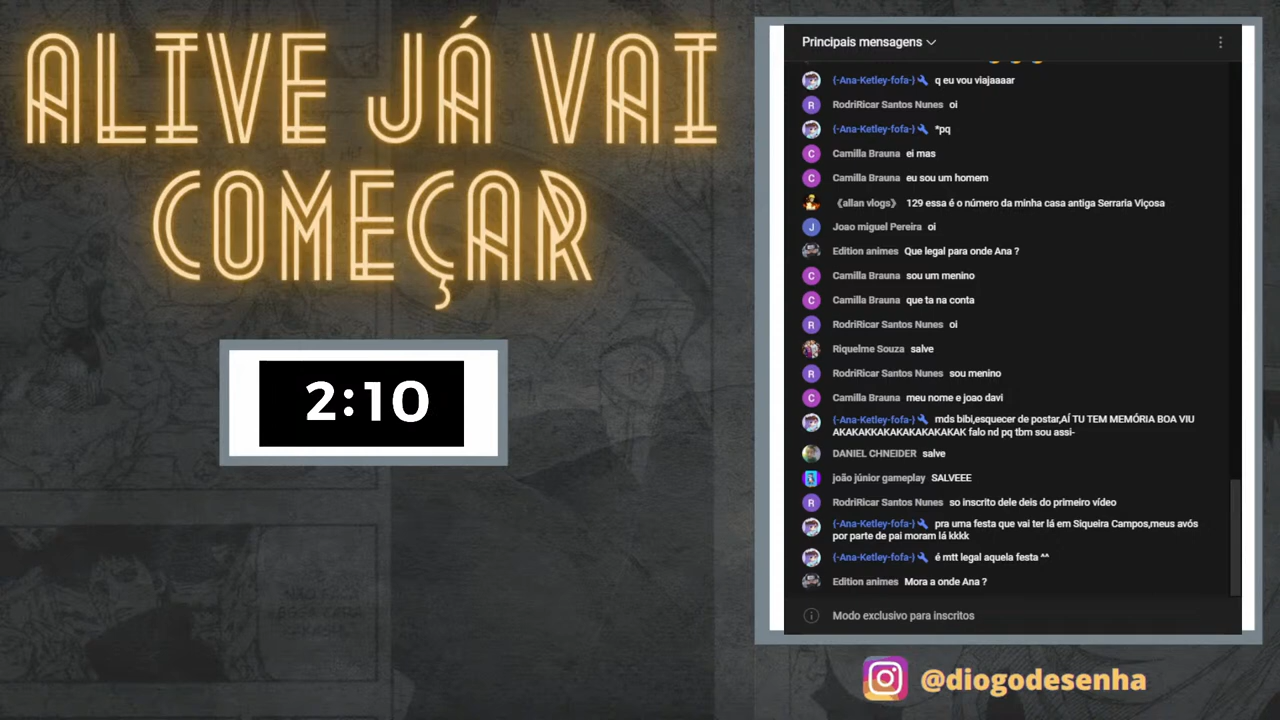 ALIVE JÁ VAI
COMEÇAR
2:10
Principais mensagens
{-Ana-Ketley-fofa-} q eu vou viajaaaar
R RodriRicar Santos Nunes oi
{-Ana-Ketley-fofa-} *pq
C Camilla Brauna ei mas
C Camilla Brauna eu sou um homem
《allan vlogs》 129 essa é o número da minha casa antiga Serraria Viçosa
J Joao miguel Pereira oi
Edition animes Que legal para onde Ana ?
C Camilla Brauna sou um menino
C Camilla Brauna que ta na conta
R RodriRicar Santos Nunes oi
Riquelme Souza salve
R RodriRicar Santos Nunes sou menino
C Camilla Brauna meu nome e joao davi
{-Ana-Ketley-fofa-} mds bibi,esquecer de postar,AÍ TU TEM MEMÓRIA BOA VIU
AKAKAKKAKAKAKAKAKAK falo nd pq tbm sou assi-
DANIEL CHNEIDER salve
joão júnior gameplay SALVEEE
R RodriRicar Santos Nunes so inscrito dele deis do primeiro vídeo
{-Ana-Ketley-fofa-} pra uma festa que vai ter lá em Siqueira Campos,meus avós
por parte de pai moram lá kkkk
{-Ana-Ketley-fofa-} é mtt legal aquela festa ^^
Edition animes Mora a onde Ana ?
Modo exclusivo para inscritos
@diogodesenha